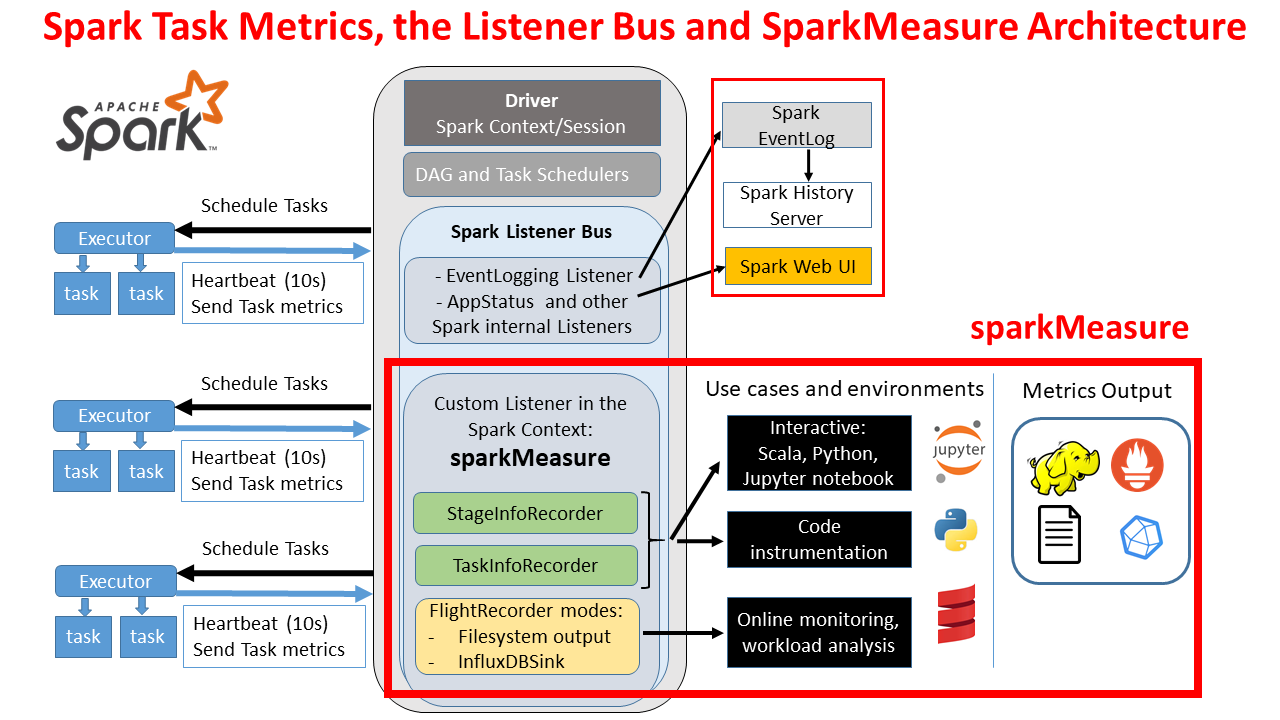 Spark Task Metrics, the Listener Bus and SparkMeasure Architecture
APACHE
Spark™
Driver
Spark Context/Session
DAG and Task Schedulers
Spark Listener Bus
- EventLogging Listener
- AppStatus and other
Spark internal Listeners
Spark
EventLog
Spark History
Server
Spark Web UI
Schedule Tasks
Executor
task
task
Heartbeat (10s)
Send Task metrics
Schedule Tasks
Executor
task
task
Heartbeat (10s)
Send Task metrics
Schedule Tasks
Executor
task
task
Heartbeat (10s)
Send Task metrics
sparkMeasure
Custom Listener in the
Spark Context:
sparkMeasure
StageInfoRecorder
TaskInfoRecorder
FlightRecorder modes:
- Filesystem output
- InfluxDBSink
Use cases and environments
Interactive:
Scala, Python,
Jupyter notebook
jupyter
Code
instrumentation
Online monitoring,
workload analysis
Metrics Output